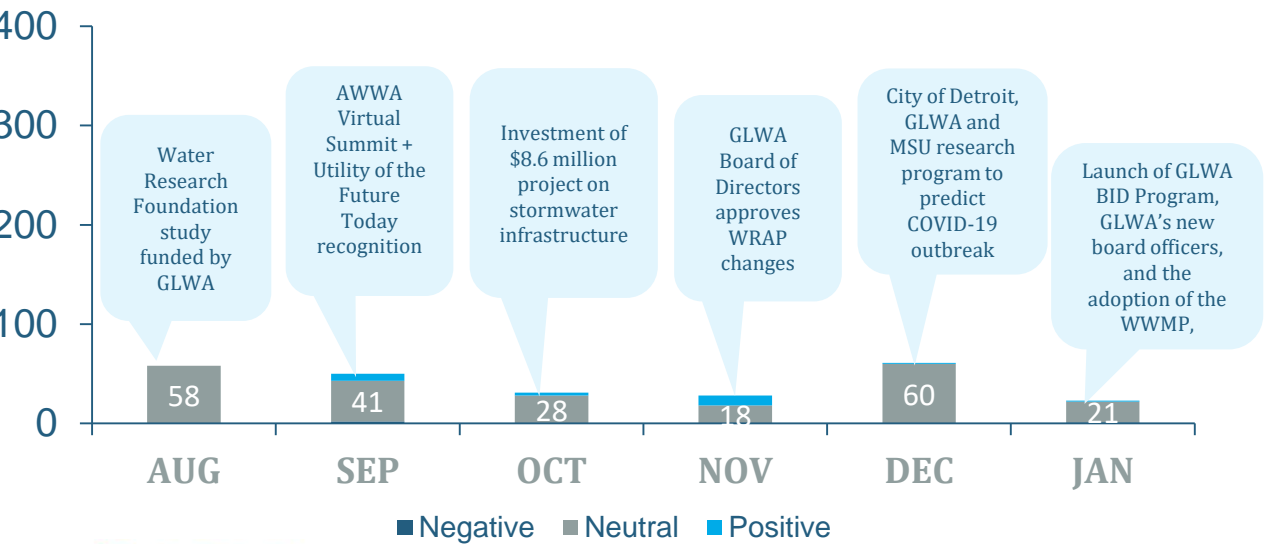 400
300
200
100
0
Water
Research
Foundation
study
funded by
GLWA
AWWA
Virtual
Summit +
Utility of the
Future
Today
recognition
Investment of
$8.6 million
project on
stormwater
infrastructure
GLWA
Board of
Directors
approves
WRAP
changes
City of Detroit,
GLWA and
MSU research
program to
predict
COVID-19
outbreak
Launch of GLWA
BID Program,
GLWA’s new
board officers,
and the
adoption of the
WWMP,
58
41
28
18
60
21
AUG SEP OCT NOV DEC JAN
Negative Neutral Positive